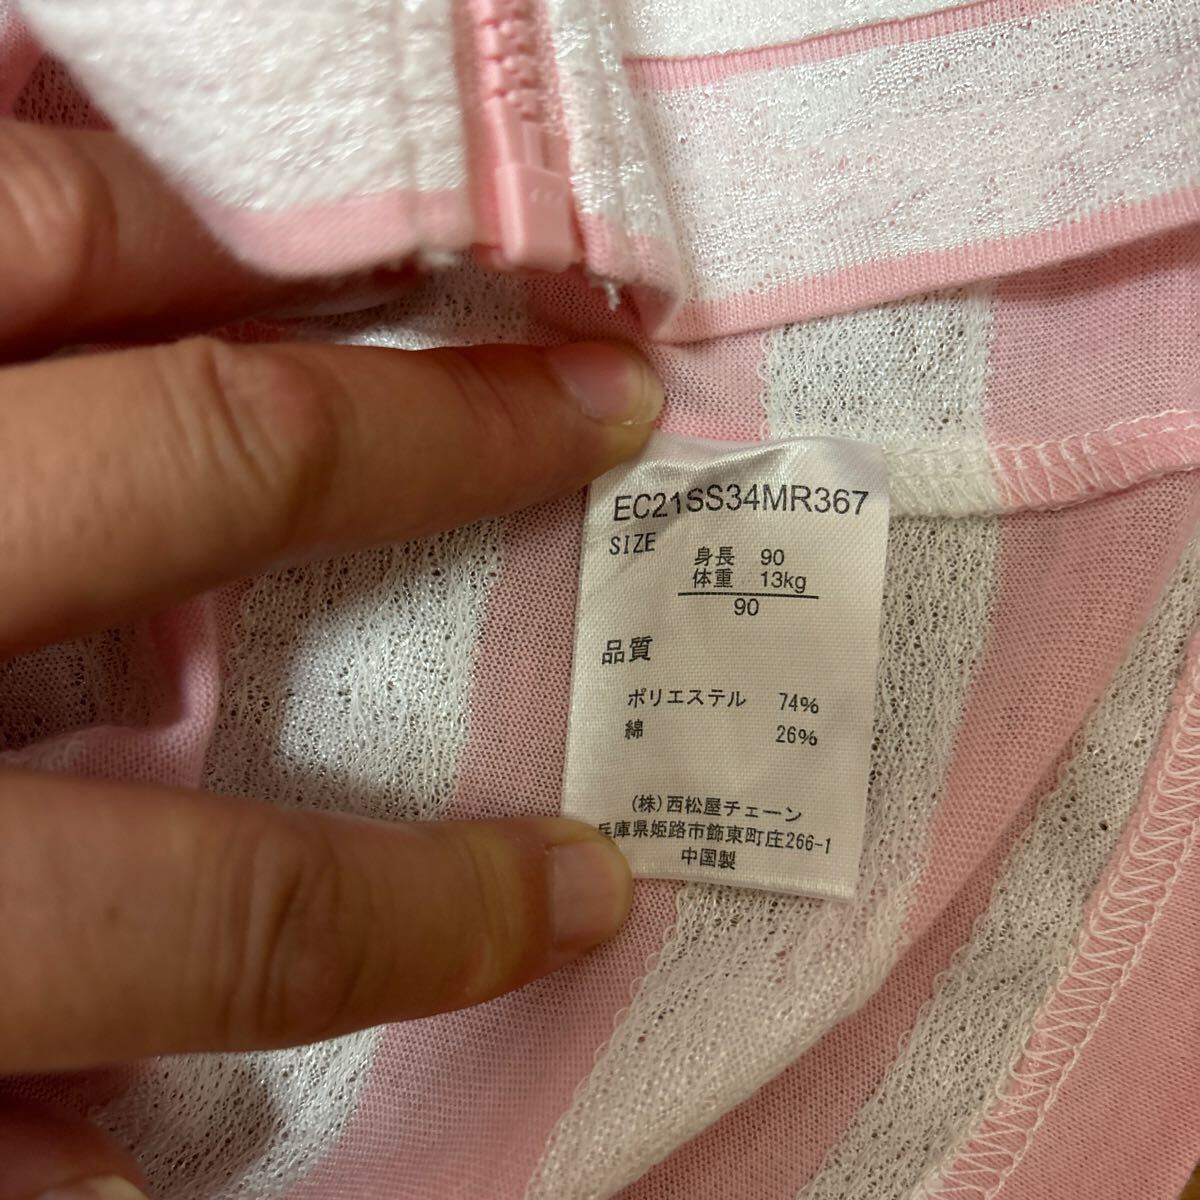 EC21SS34MR367
SIZE
身長 90
体重 13kg
90
品質
ポリエステル 74%
綿 26%
(株)西松屋チェーン
兵庫県姫路市飾東町庄266-1
中国製